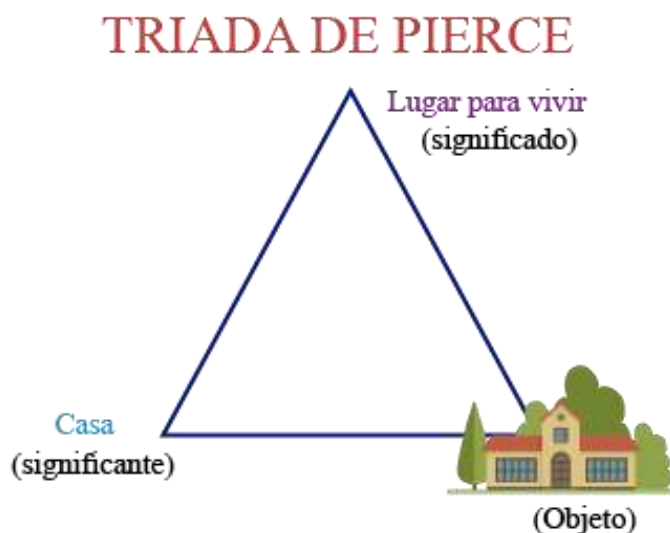 TRIADA DE PIERCE
Lugar para vivir
(significado)
Casa
(significante)
(Objeto)